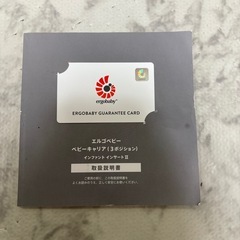 ergobaby
ERGOBABY GUARANTEE CARD
エルゴベビー
ベビーキャリア(3ポジション)
インファント インサートⅡ
取扱説明書